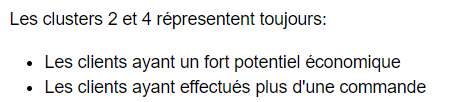 Les clusters 2 et 4 répresentent toujours:
• Les clients ayant un fort potentiel économique
• Les clients ayant effectués plus d'une commande